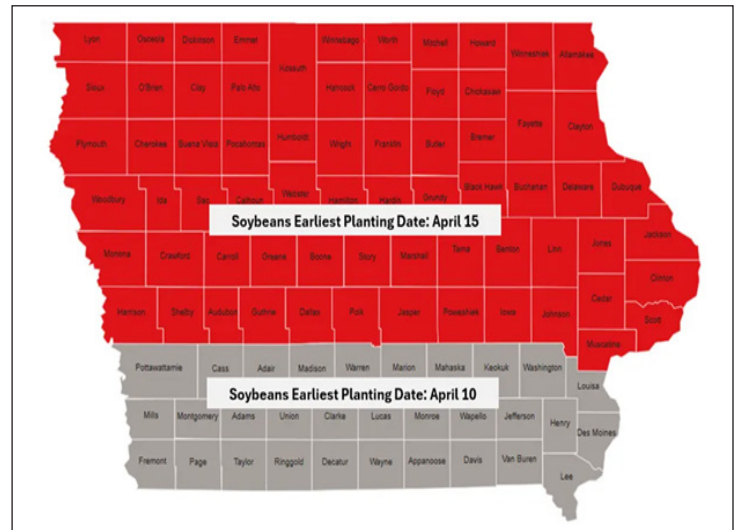 Lyon Osceola Dickinson Emmet Winnebago Worth Mitchell Howard Winneshiek Allamakee
Kossuth
Sioux O'Brien Clay Palo Alto Hancock Cerro Gordo Floyd Chickasaw
Fayette Clayton
Plymouth Cherokee Buena Vista Pocahontas Humboldt Wright Franklin Butler Bremer
Woodbury Ida Sac Calhoun Webster Hamilton Hardin Grundy Black Hawk Buchanan Delaware Dubuque
Soybeans Earliest Planting Date: April 15
Monona Crawford Carroll Greene Boone Story Marshall Tama Benton Linn Jones Jackson
Clinton
Cedar
Harrison Shelby Audubon Guthrie Dallas Polk Jasper Poweshiek Iowa Johnson Scott
Muscatine
Pottawattamie Cass Adair Madison Warren Marion Mahaska Keokuk Washington
Louisa
Soybeans Earliest Planting Date: April 10
Mills Montgomery Adams Union Clarke Lucas Monroe Wapello Jefferson Henry Des Moines
Fremont Page Taylor Ringgold Decatur Wayne Appanoose Davis Van Buren
Lee